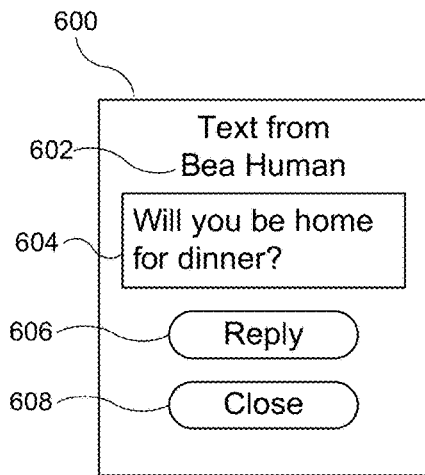 600
Text from
602
Bea Human
Will you be home
604
for dinner?
606
Reply
608
Close